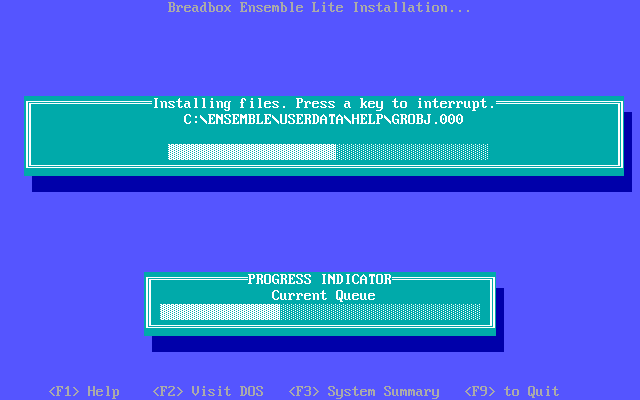 Breadbox Ensemble Lite Installation...
Installing files. Press a key to interrupt.
C:\ENSEMBLE\USERDATA\HELP\GROBJ.000
PROGRESS INDICATOR
Current Queue
<F1> Help <F2> Visit DOS <F3> System Summary <F9> to Quit